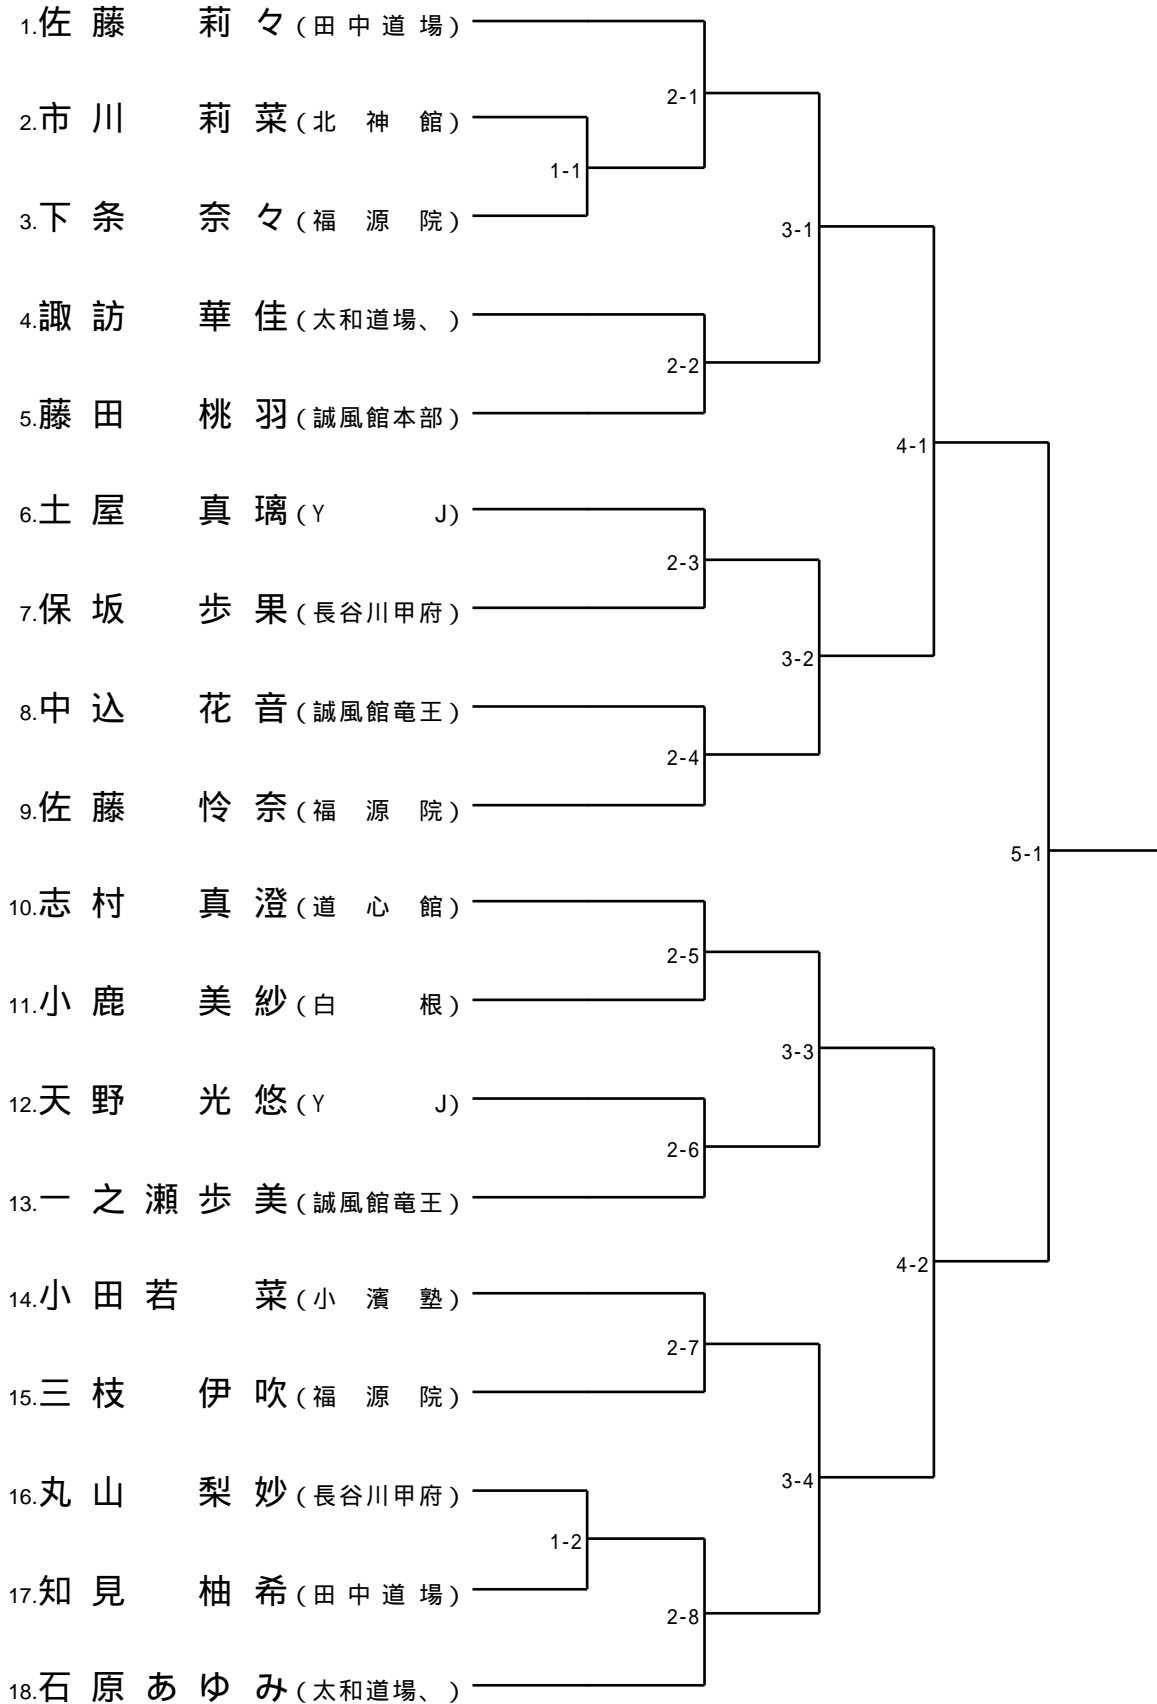 1.佐藤 莉々(田中道場)
2-1
2.市川 莉菜(北神館)
1-1
3.下条 奈々(福源院)
3-1
4.諏訪 華佳(太和道場、)
2-2
5.藤田 桃羽(誠風館本部)
4-1
6.土屋 真璃(Y J)
2-3
7.保坂 歩果(長谷川甲府)
3-2
8.中込 花音(誠風館竜王)
2-4
9.佐藤 怜奈(福源院)
5-1
10.志村 真澄(道心館)
2-5
11.小鹿 美紗(白根)
3-3
12.天野 光悠(Y J)
2-6
13.一之瀬歩美(誠風館竜王)
4-2
14.小田若 菜(小濱塾)
2-7
15.三枝 伊吹(福源院)
3-4
16.丸山 梨妙(長谷川甲府)
1-2
17.知見 柚希(田中道場)
2-8
18.石原あゆみ(太和道場、)